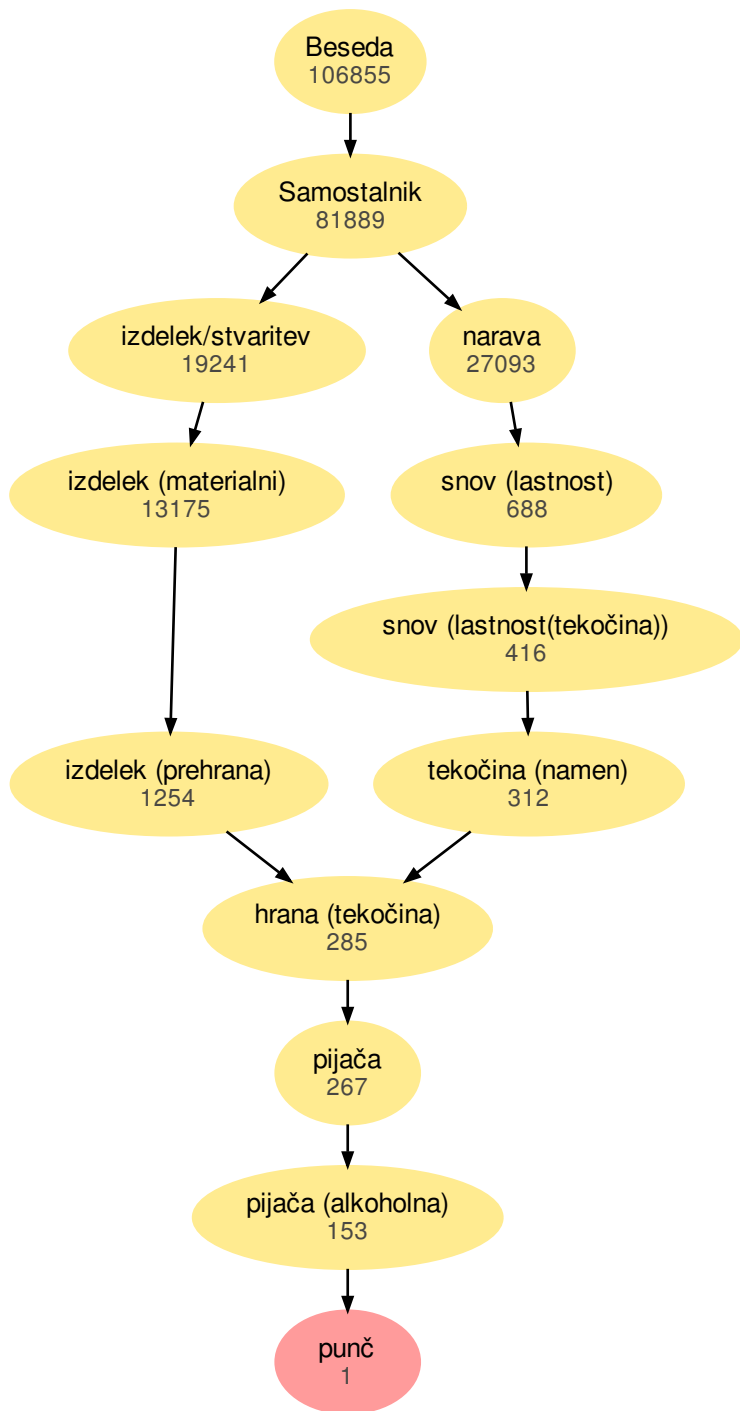 Beseda
106855
Samostalnik
81889
izdelek/stvaritev
19241
narava
27093
izdelek (materialni)
13175
snov (lastnost)
688
snov (lastnost(tekočina))
416
izdelek (prehrana)
1254
tekočina (namen)
312
hrana (tekočina)
285
pijača
267
pijača (alkoholna)
153
punč
1